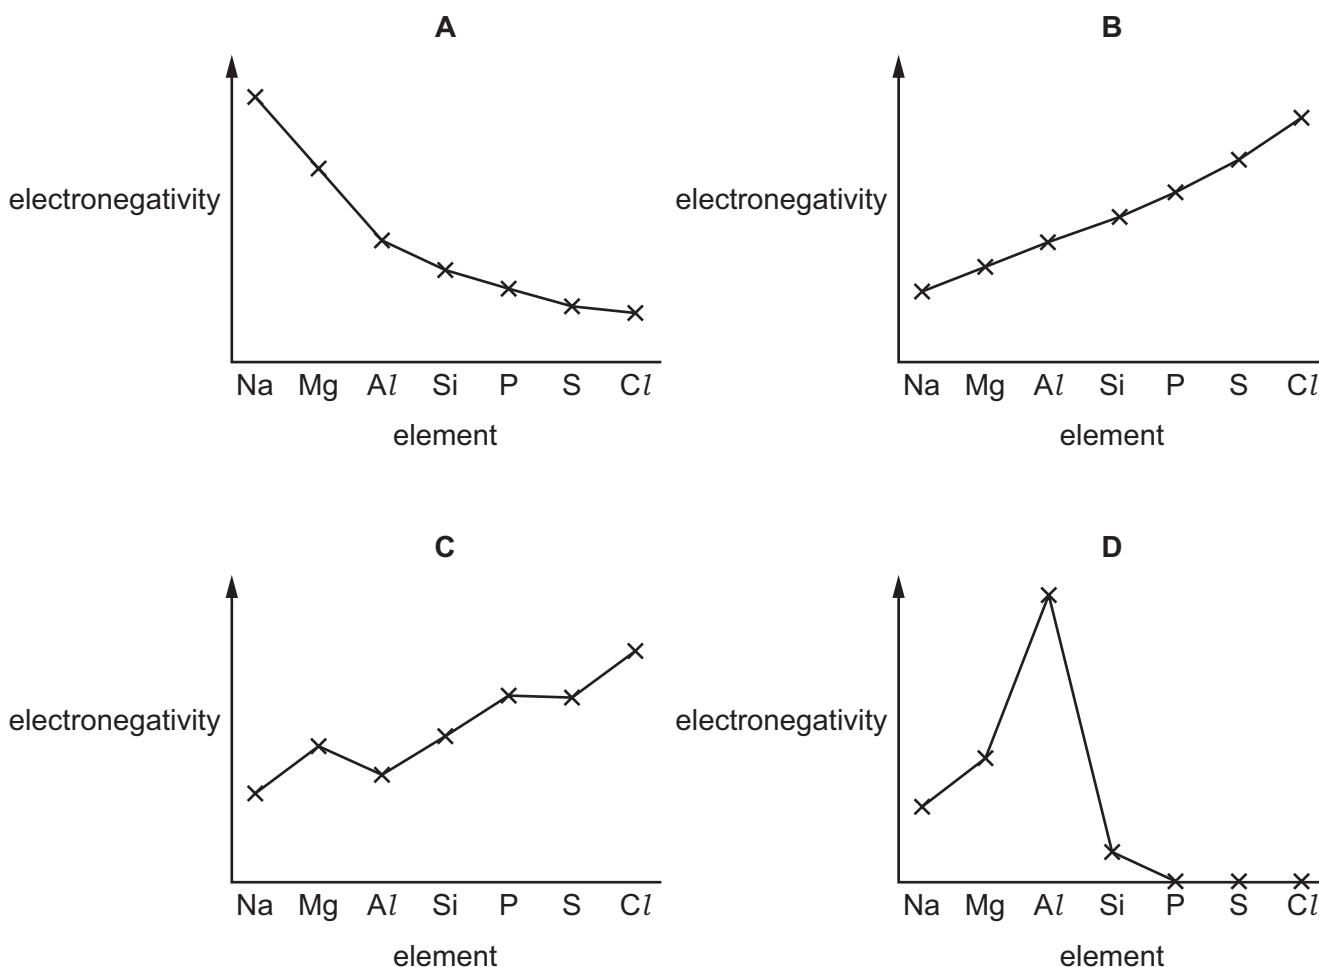 A
electronegativity
Na Mg Al Si P S Cl
element
B
electronegativity
Na Mg Al Si P S Cl
element
C
electronegativity
Na Mg Al Si P S Cl
element
D
electronegativity
Na Mg Al Si P S Cl
element